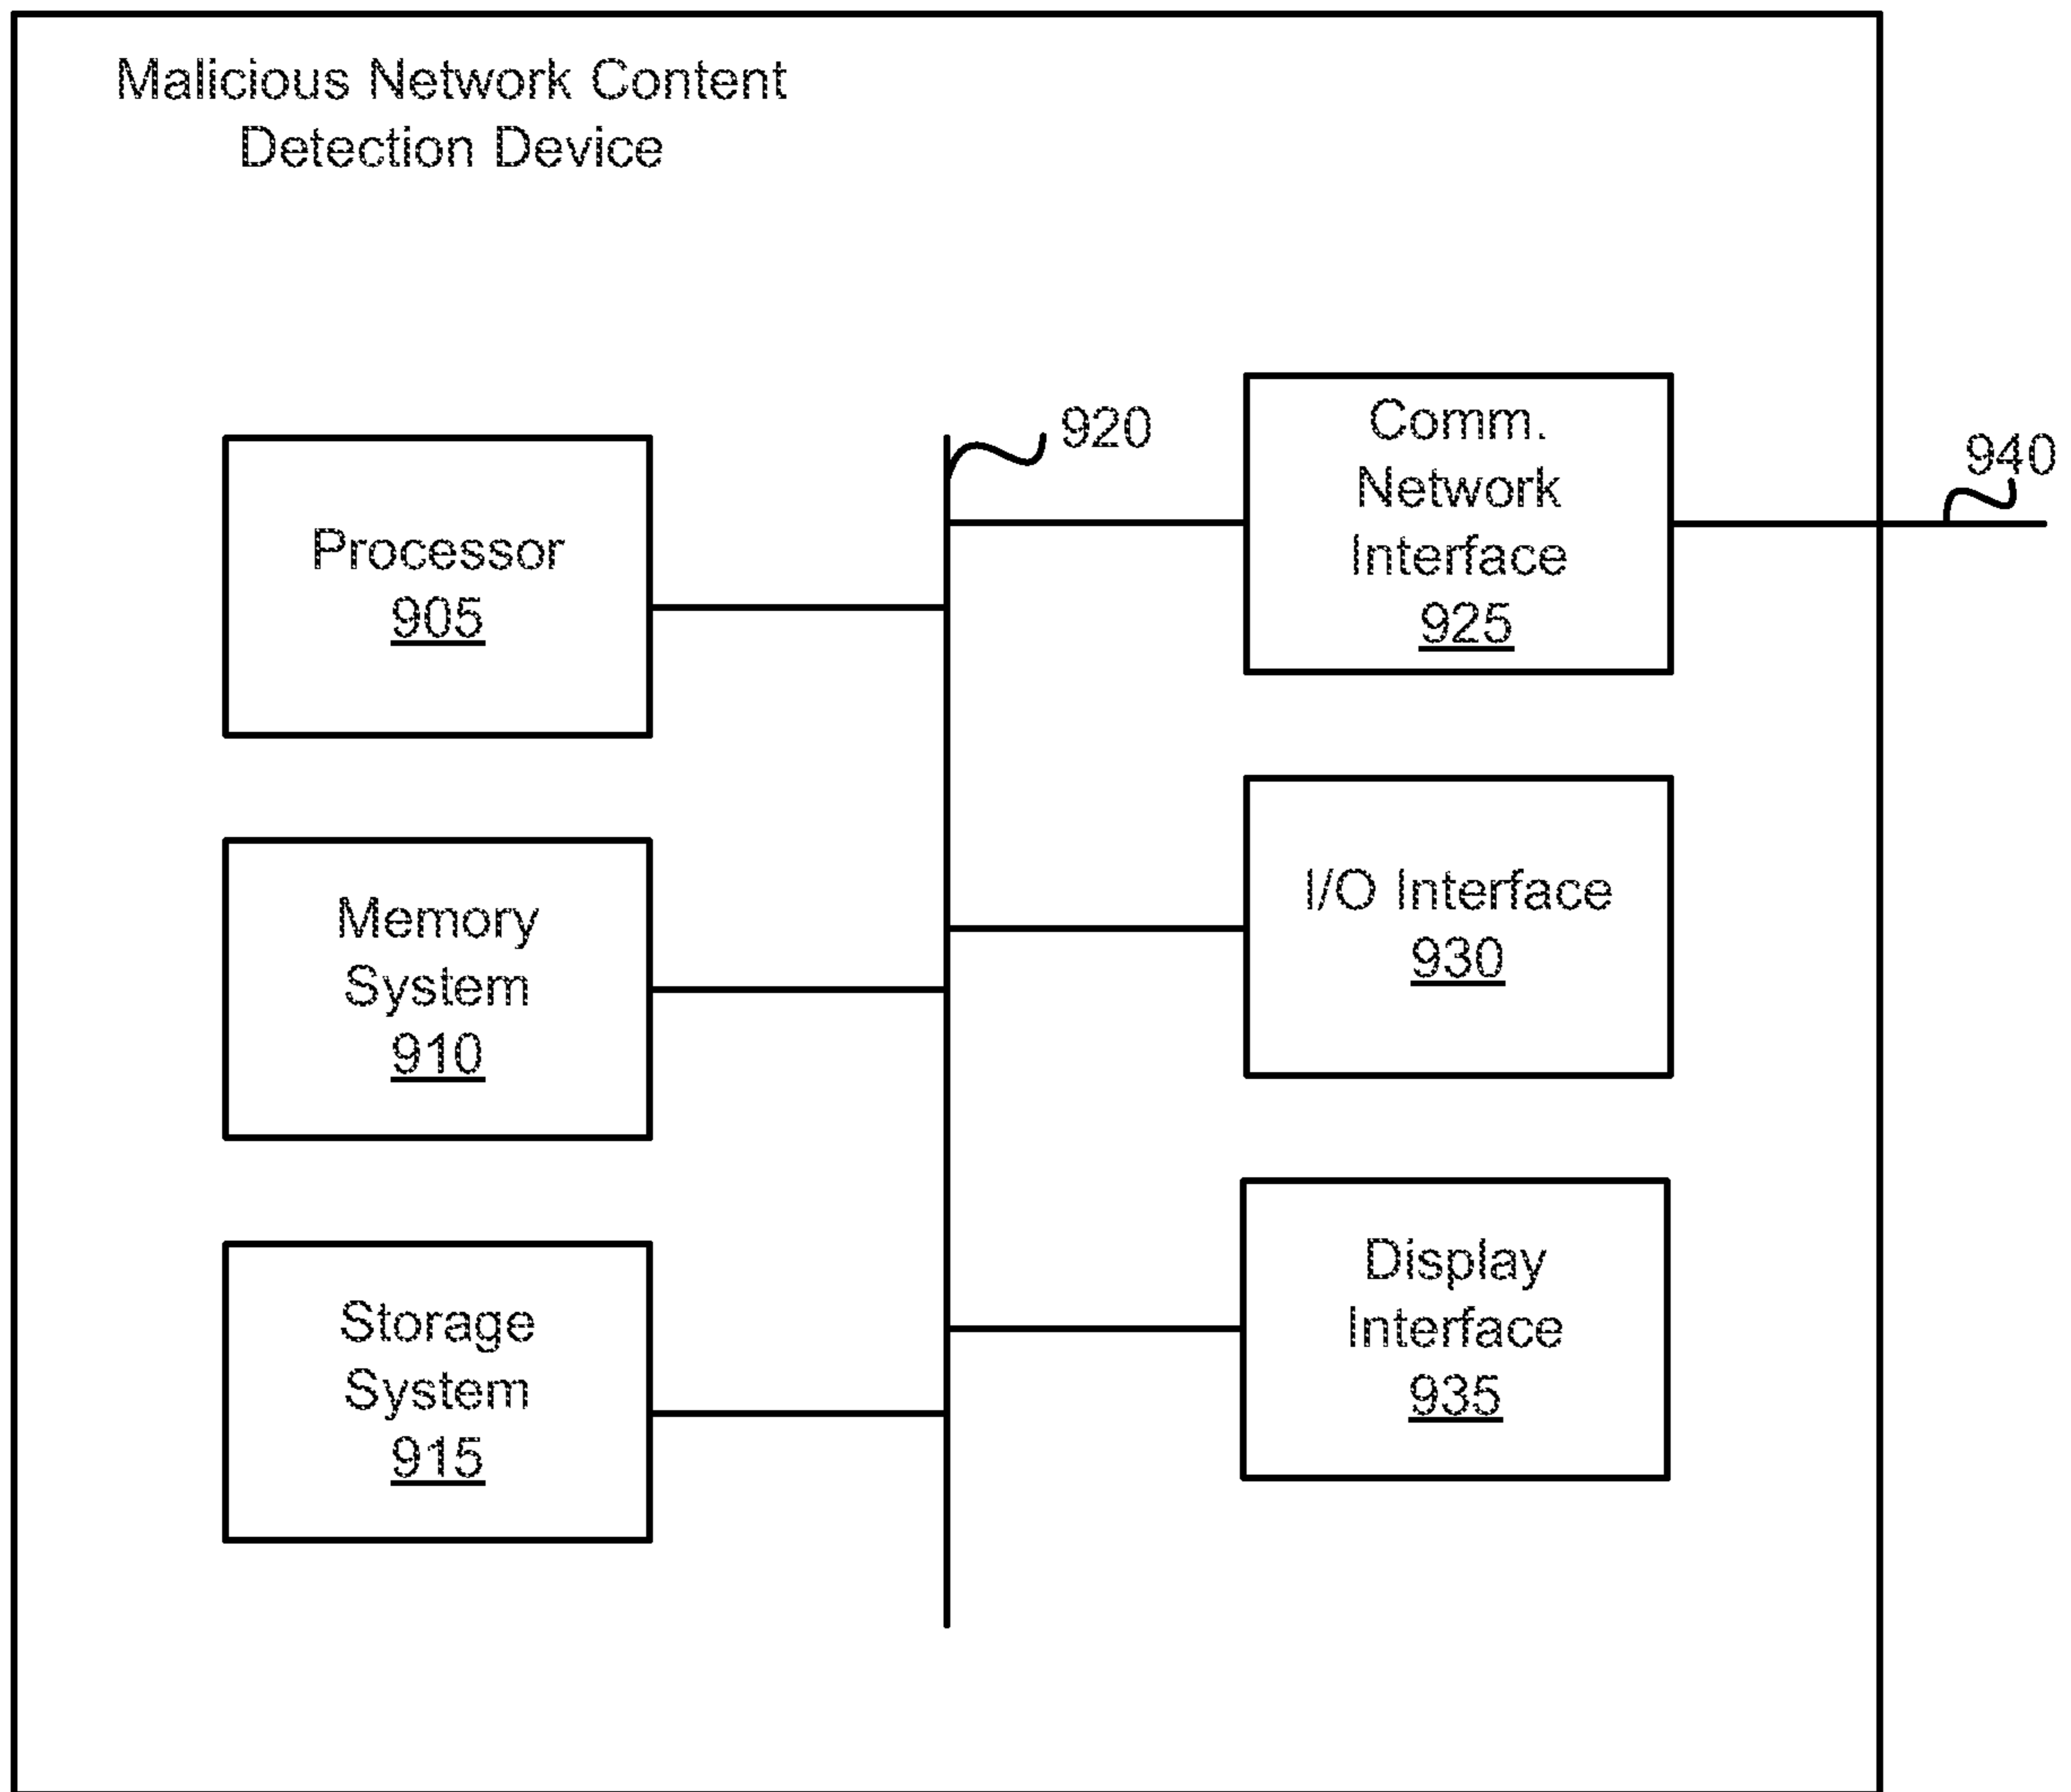 Malicious Network Content
Detection Device
Processor
905
Memory
System
910
Storage
System
915
920
Comm.
Network
Interface
925
940
I/O Interface
930
Display
Interface
935